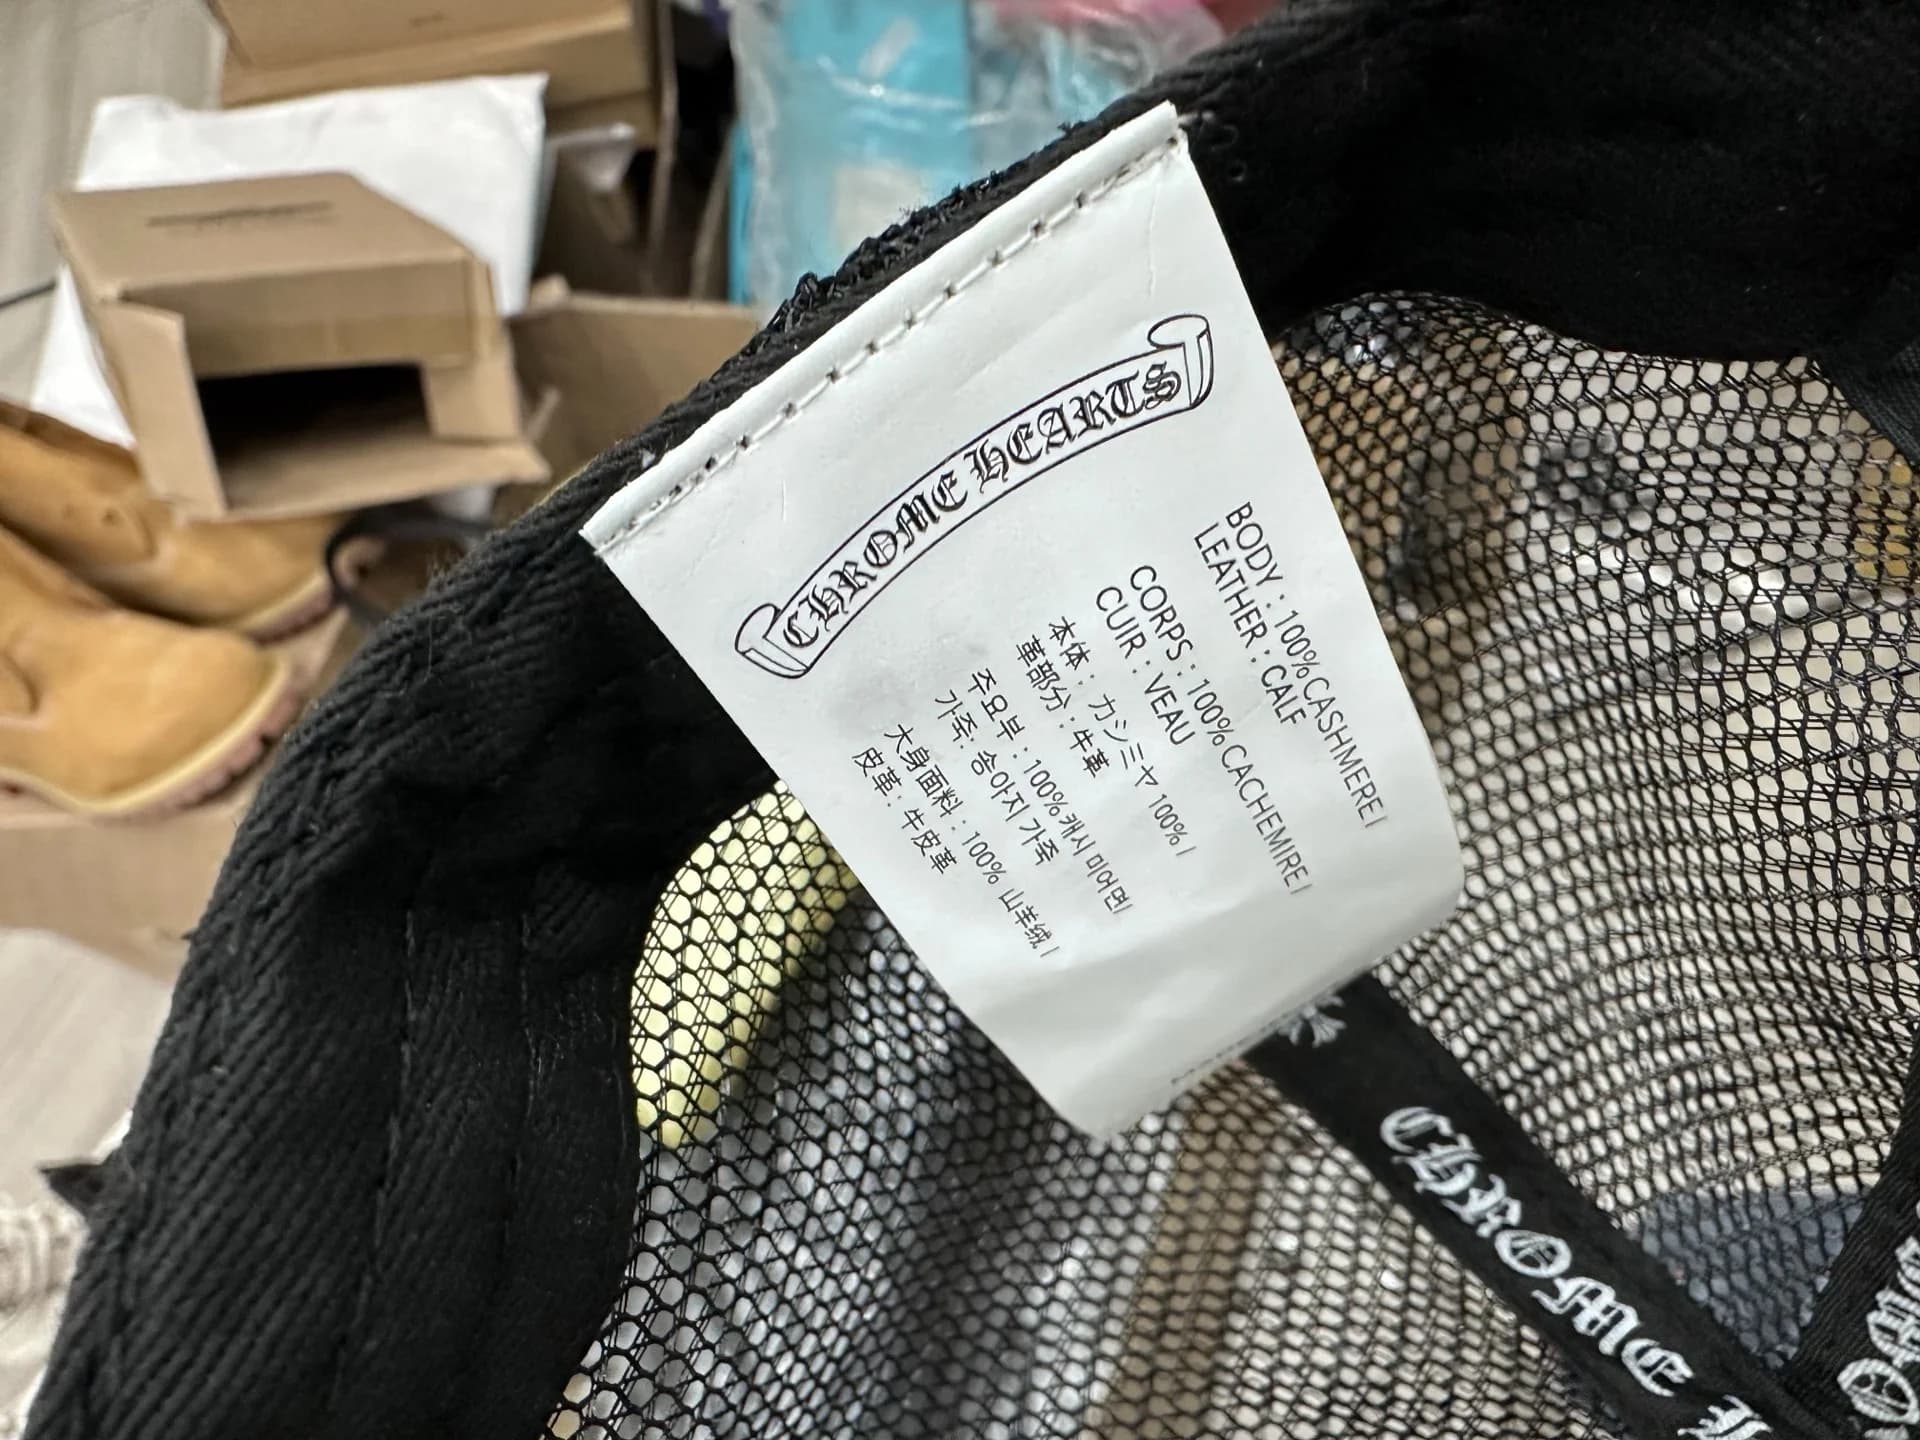 CHROME HEARTS
BODY : 100%CASHMERE|
LEATHER : CALF
CORPS : 100%CACHEMIRE|
CUIR : VEAU
本体 : カシミヤ 100%|
革部分 : 牛革
주요부 : 100%캐시 미어면|
가죽: 송아지 가죽
大身面料 : 100% 山羊绒|
皮革 : 牛皮革
CHROME